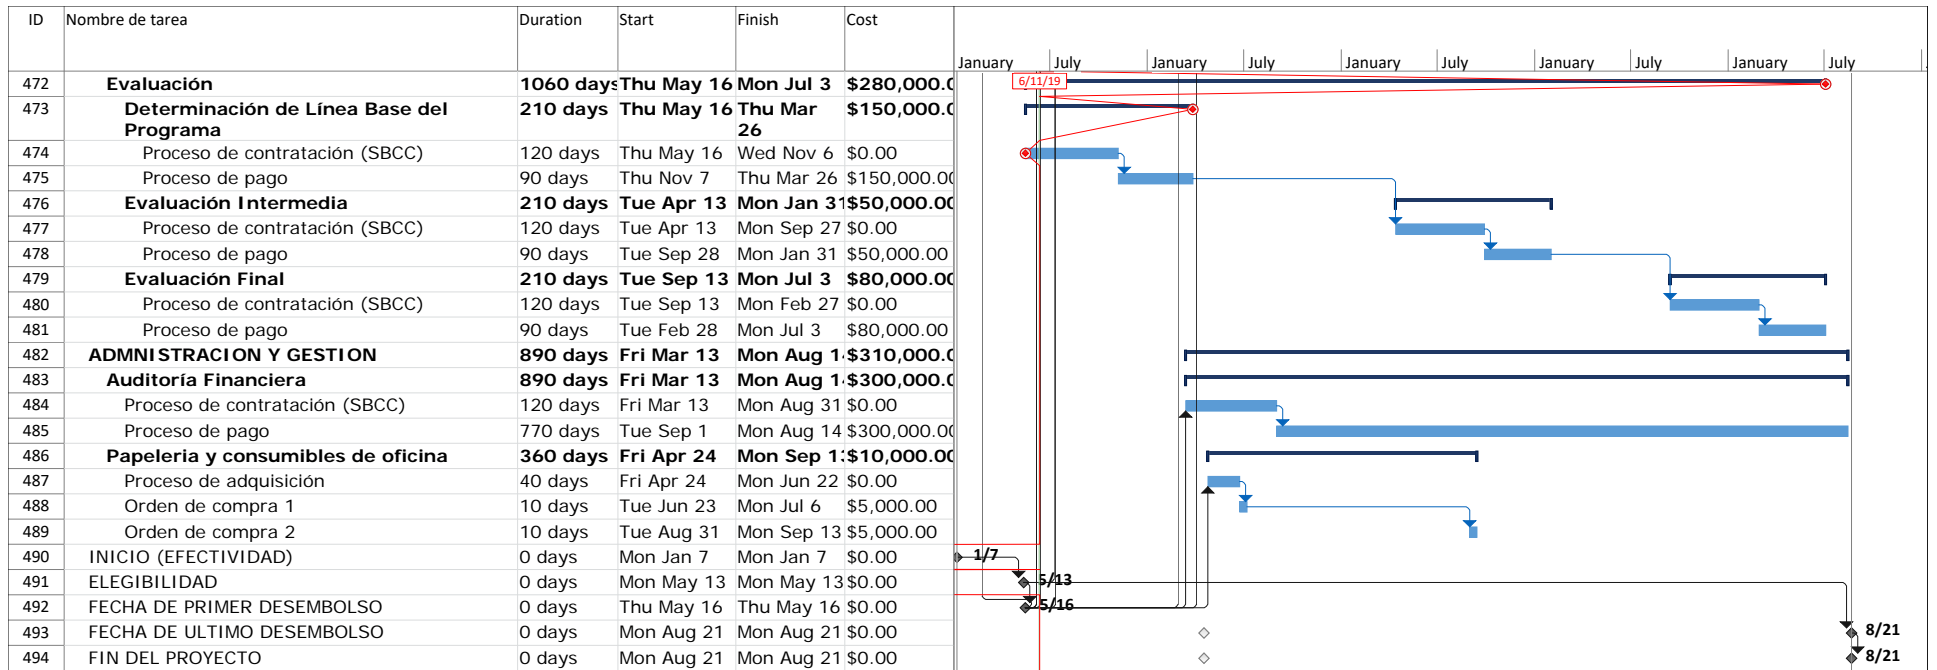 ID Nombre de tarea Duration Start Finish Cost
January July January July January July January July January July
6/11/19
472 Evaluación 1060 days Thu May 16 Mon Jul 3 $280,000.0
473 Determinación de Línea Base del Programa 210 days Thu May 16 Thu Mar 26 $150,000.0
474 Proceso de contratación (SBCC) 120 days Thu May 16 Wed Nov 6 $0.00
475 Proceso de pago 90 days Thu Nov 7 Thu Mar 26 $150,000.00
476 Evaluación Intermedia 210 days Tue Apr 13 Mon Jan 31 $50,000.00
477 Proceso de contratación (SBCC) 120 days Tue Apr 13 Mon Sep 27 $0.00
478 Proceso de pago 90 days Tue Sep 28 Mon Jan 31 $50,000.00
479 Evaluación Final 210 days Tue Sep 13 Mon Jul 3 $80,000.00
480 Proceso de contratación (SBCC) 120 days Tue Sep 13 Mon Feb 27 $0.00
481 Proceso de pago 90 days Tue Feb 28 Mon Jul 3 $80,000.00
482 ADMNISTRACION Y GESTION 890 days Fri Mar 13 Mon Aug 1 $310,000.0
483 Auditoría Financiera 890 days Fri Mar 13 Mon Aug 1 $300,000.0
484 Proceso de contratación (SBCC) 120 days Fri Mar 13 Mon Aug 31 $0.00
485 Proceso de pago 770 days Tue Sep 1 Mon Aug 14 $300,000.00
486 Papeleria y consumibles de oficina 360 days Fri Apr 24 Mon Sep 1 $10,000.00
487 Proceso de adquisición 40 days Fri Apr 24 Mon Jun 22 $0.00
488 Orden de compra 1 10 days Tue Jun 23 Mon Jul 6 $5,000.00
489 Orden de compra 2 10 days Tue Aug 31 Mon Sep 13 $5,000.00
490 INICIO (EFECTIVIDAD) 0 days Mon Jan 7 Mon Jan 7 $0.00 1/7
491 ELEGIBILIDAD 0 days Mon May 13 Mon May 13 $0.00 5/13
492 FECHA DE PRIMER DESEMBOLSO 0 days Thu May 16 Thu May 16 $0.00 5/16
493 FECHA DE ULTIMO DESEMBOLSO 0 days Mon Aug 21 Mon Aug 21 $0.00 8/21
494 FIN DEL PROYECTO 0 days Mon Aug 21 Mon Aug 21 $0.00 8/21